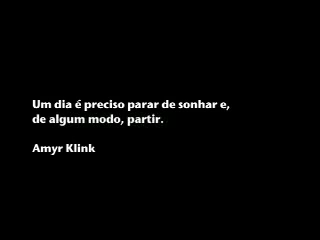 Um dia é preciso parar de sonhar e,
de algum modo, partir.
Amyr Klink